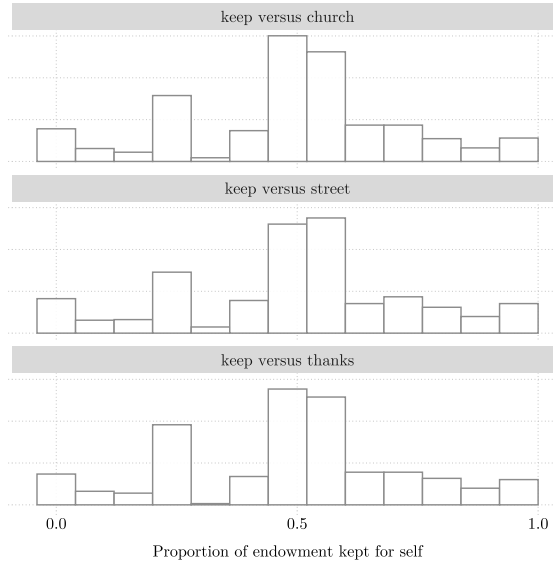 keep versus church
keep versus street
keep versus thanks
0.0 0.5 1.0
Proportion of endowment kept for self